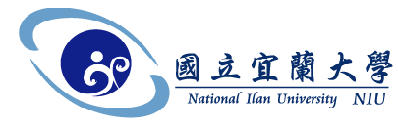 國立宜蘭大學
National Ilan University NIU